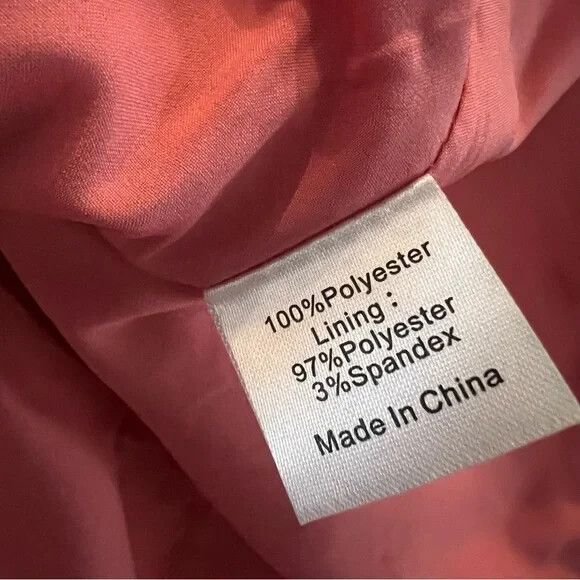 100%Polyester
Lining :
97%Polyester
3%Spandex
Made In China